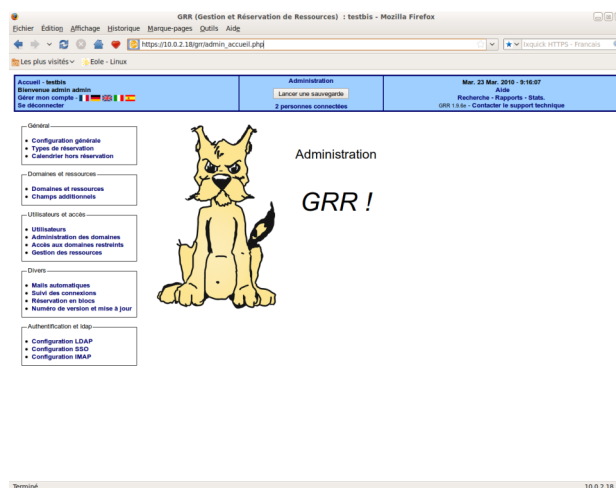 GRR (Gestion et Réservation de Ressources) : testbis - Mozilla Firefox
Fichier Édition Affichage Historique Marque-pages Outils Aide
https://10.0.2.18/grr/admin_accueil.php
Ixquick HTTPS - Francais
Les plus visités
Eole - Linux
Accueil - testbis
Bienvenue admin admin
Gérer mon compte -
Se déconnecter
Administration
Lancer une sauvegarde
2 personnes connectées
Mar. 23 Mar. 2010 - 9:16:07
Aide
Recherche - Rapports - Stats.
GRR 1.9.6e - Contacter le support technique
Général
Configuration générale
Types de réservation
Calendrier hors réservation
Domaines et ressources
Domaines et ressources
Champs additionnels
Utilisateurs et accés
Utilisateurs
Administration des domaines
Accès aux domaines restreints
Gestion des ressources
Divers
Mails automatiques
Suivi des connexions
Réservation en blocs
Numéro de version et mise à jour
Authentification et ldap
Configuration LDAP
Configuration SSO
Configuration IMAP
Administration
GRR !
Terminé
10.0.2.18